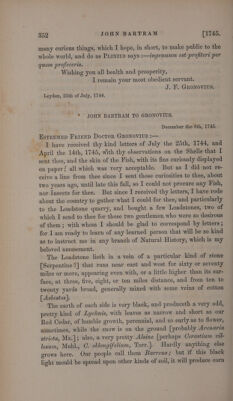 352 JOHN BARTRAM [1745.
many curious things, which I hope, in short, to make public to the
whole world, and do as PLINIUS says :—ingenuum est profiteri per
quem profeceris.
Wishing you all health and prosperity,
I remain your most obedient servant.
J. F. GRONOVIUS.
Leyden, 25th of July, 1744.
JOHN BARTRAM TO GRONOVIUS.
December the 6th, 1745.
ESTEEMED FRIEND DOCTOR GRONOVIUS:—
I have received thy kind letters of July the 25th, 1744, and
April the 14th, 1745, with thy observations on the Shells that I
sent thee, and the skin of the Fish, with its fins curiously displayed
on paper; all which was very acceptable. But as I did not re-
ceive a line from thee since I sent those curiosities to thee, about
two years ago, until late this fall, so I could not procure any Fish,
nor Insects for thee. But since I received thy letters, I have rode
about the country to gather what I could for thee, and particularly
to the Loadstone quarry, and bought a few Loadstones, two of
which I send to thee for these two gentlemen who were so desirous
of them; with whom I should be glad to correspond by letters;
for I am ready to learn of any learned person that will be so kind
as to instruct me in any branch of Natural History, which is my
beloved amusement.
The Loadstone lieth in a vein of a particular kind of stone
[Serpentine?] that runs near east and west for sixty or seventy
miles or more, appearing even with, or a little higher than its sur-
face, at three, five, eight, or ten miles distance, and from ten to
twenty yards broad, generally mixed with some veins of cotton
[Asbestos].
The earth of each side is very black, and produceth a very odd,
pretty kind of Lychnis, with leaves as narrow and short as our
Red Cedar, of humble growth, perennial, and so early as to flower,
sometimes, while the snow is on the ground [probably Arenaria
stricta, Mx.]; also, a very pretty Alsine [perhaps Cerastium vil-
losum, Muhl., C. oblongifolium, Torr.]. Hardly anything else
grows here. Our people call them Barrens; but if this black
light mould be spread upon other kinds of soil, it will produce corn